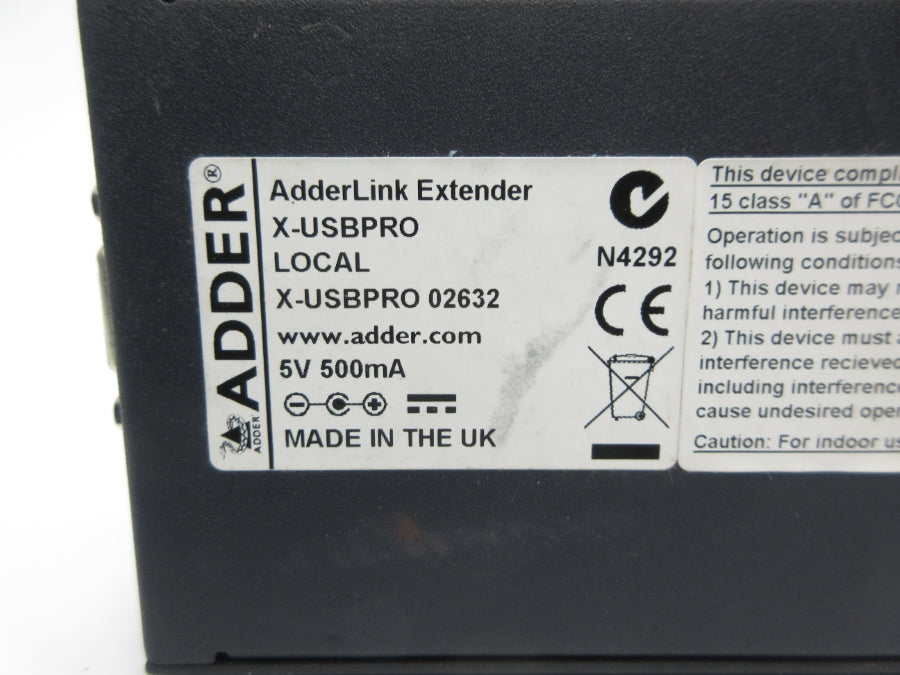 ADDER®
ADDER
AdderLink Extender
X-USBPRO
LOCAL
X-USBPRO 02632
www.adder.com
5V 500mA
MADE IN THE UK
N4292
CE
This device compli
15 class "A" of FCC
Operation is subjec
following conditions
1) This device may
harmful interference
2) This device must a
interference recieved
including interference
cause undesired oper
Caution: For indoor us